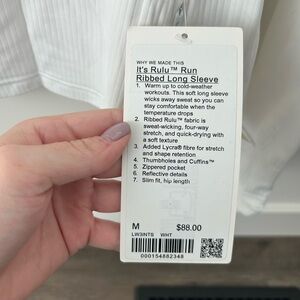 WHY WE MADE THIS
It's Rulu™ Run
Ribbed Long Sleeve
1. Warm up to cold-weather
workouts. This soft long sleeve
wicks away sweat so you can
stay comfortable when the
temperature drops
2. Ribbed Rulu™ fabric is
sweat-wicking, four-way
stretch, and quick-drying with
a soft texture
3. Added Lycra® fibre for stretch
and shape retention
4. Thumbholes and Cuffins™
5. Zippered pocket
6. Reflective details
7. Slim fit, hip length
M $88.00
LW3INTS WHT
000154882348